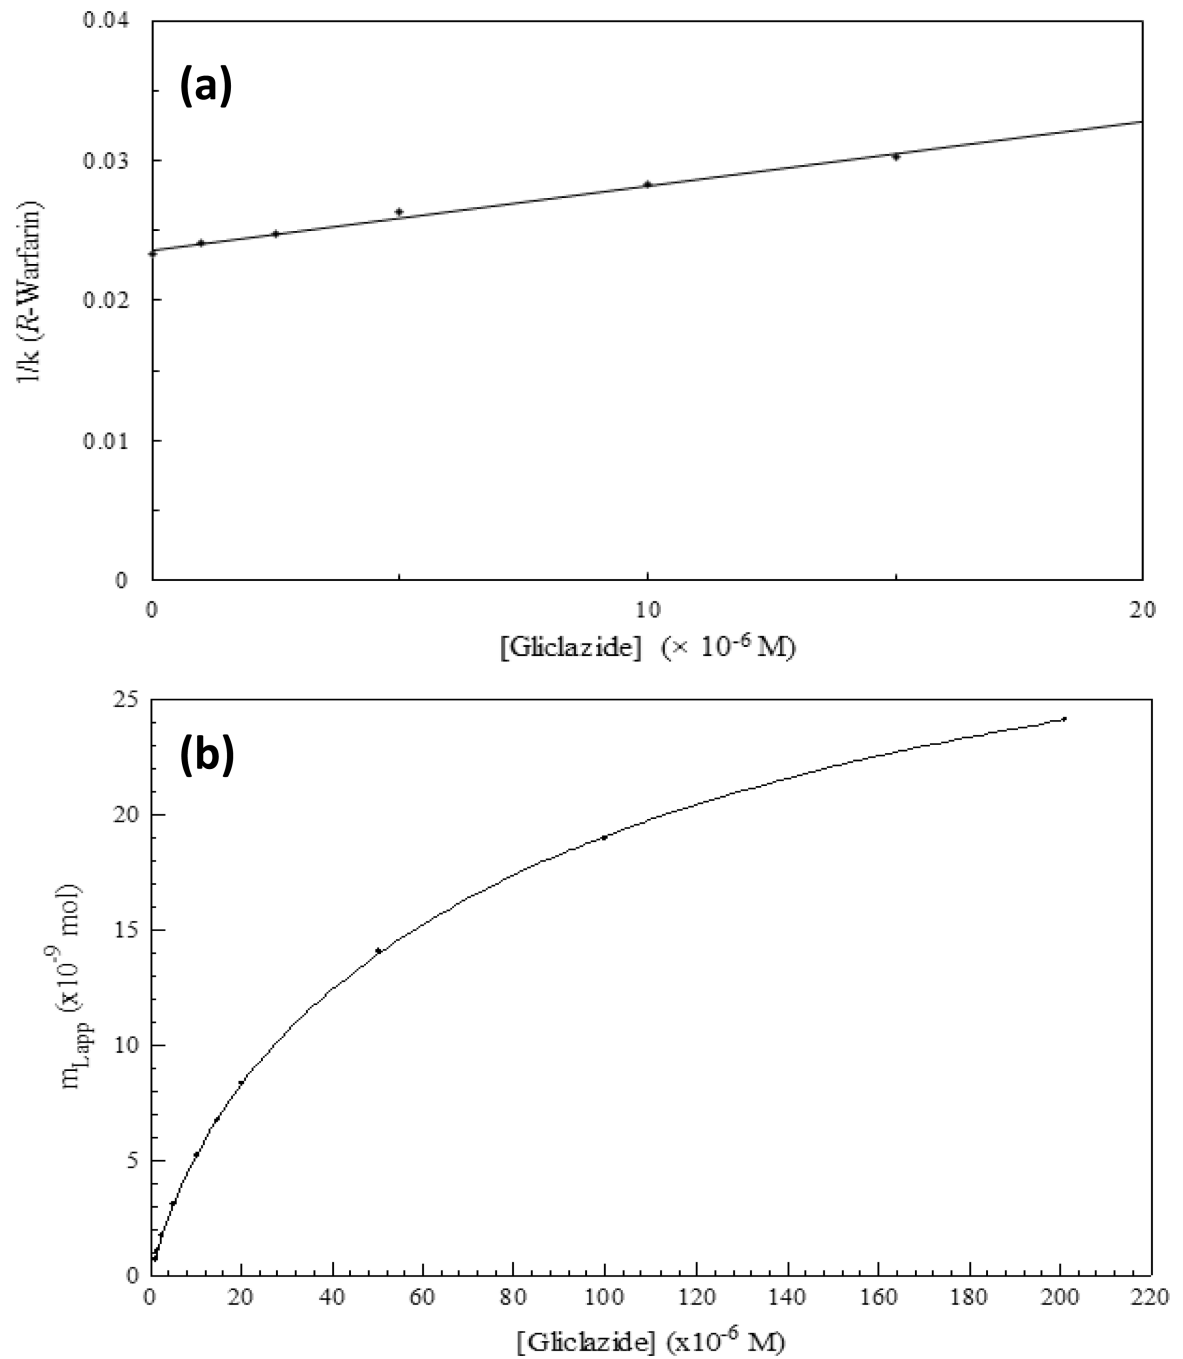 0.04
(a)
0.03
0.02
0.01
0
1/k (R-Warfarin)
0 10 20
[Gliclazide] (× 10-6 M)
25
(b)
20
15
10
5
0
mLapp (x10-9 mol)
0 20 40 60 80 100 120 140 160 180 200 220
[Gliclazide] (x10-6 M)